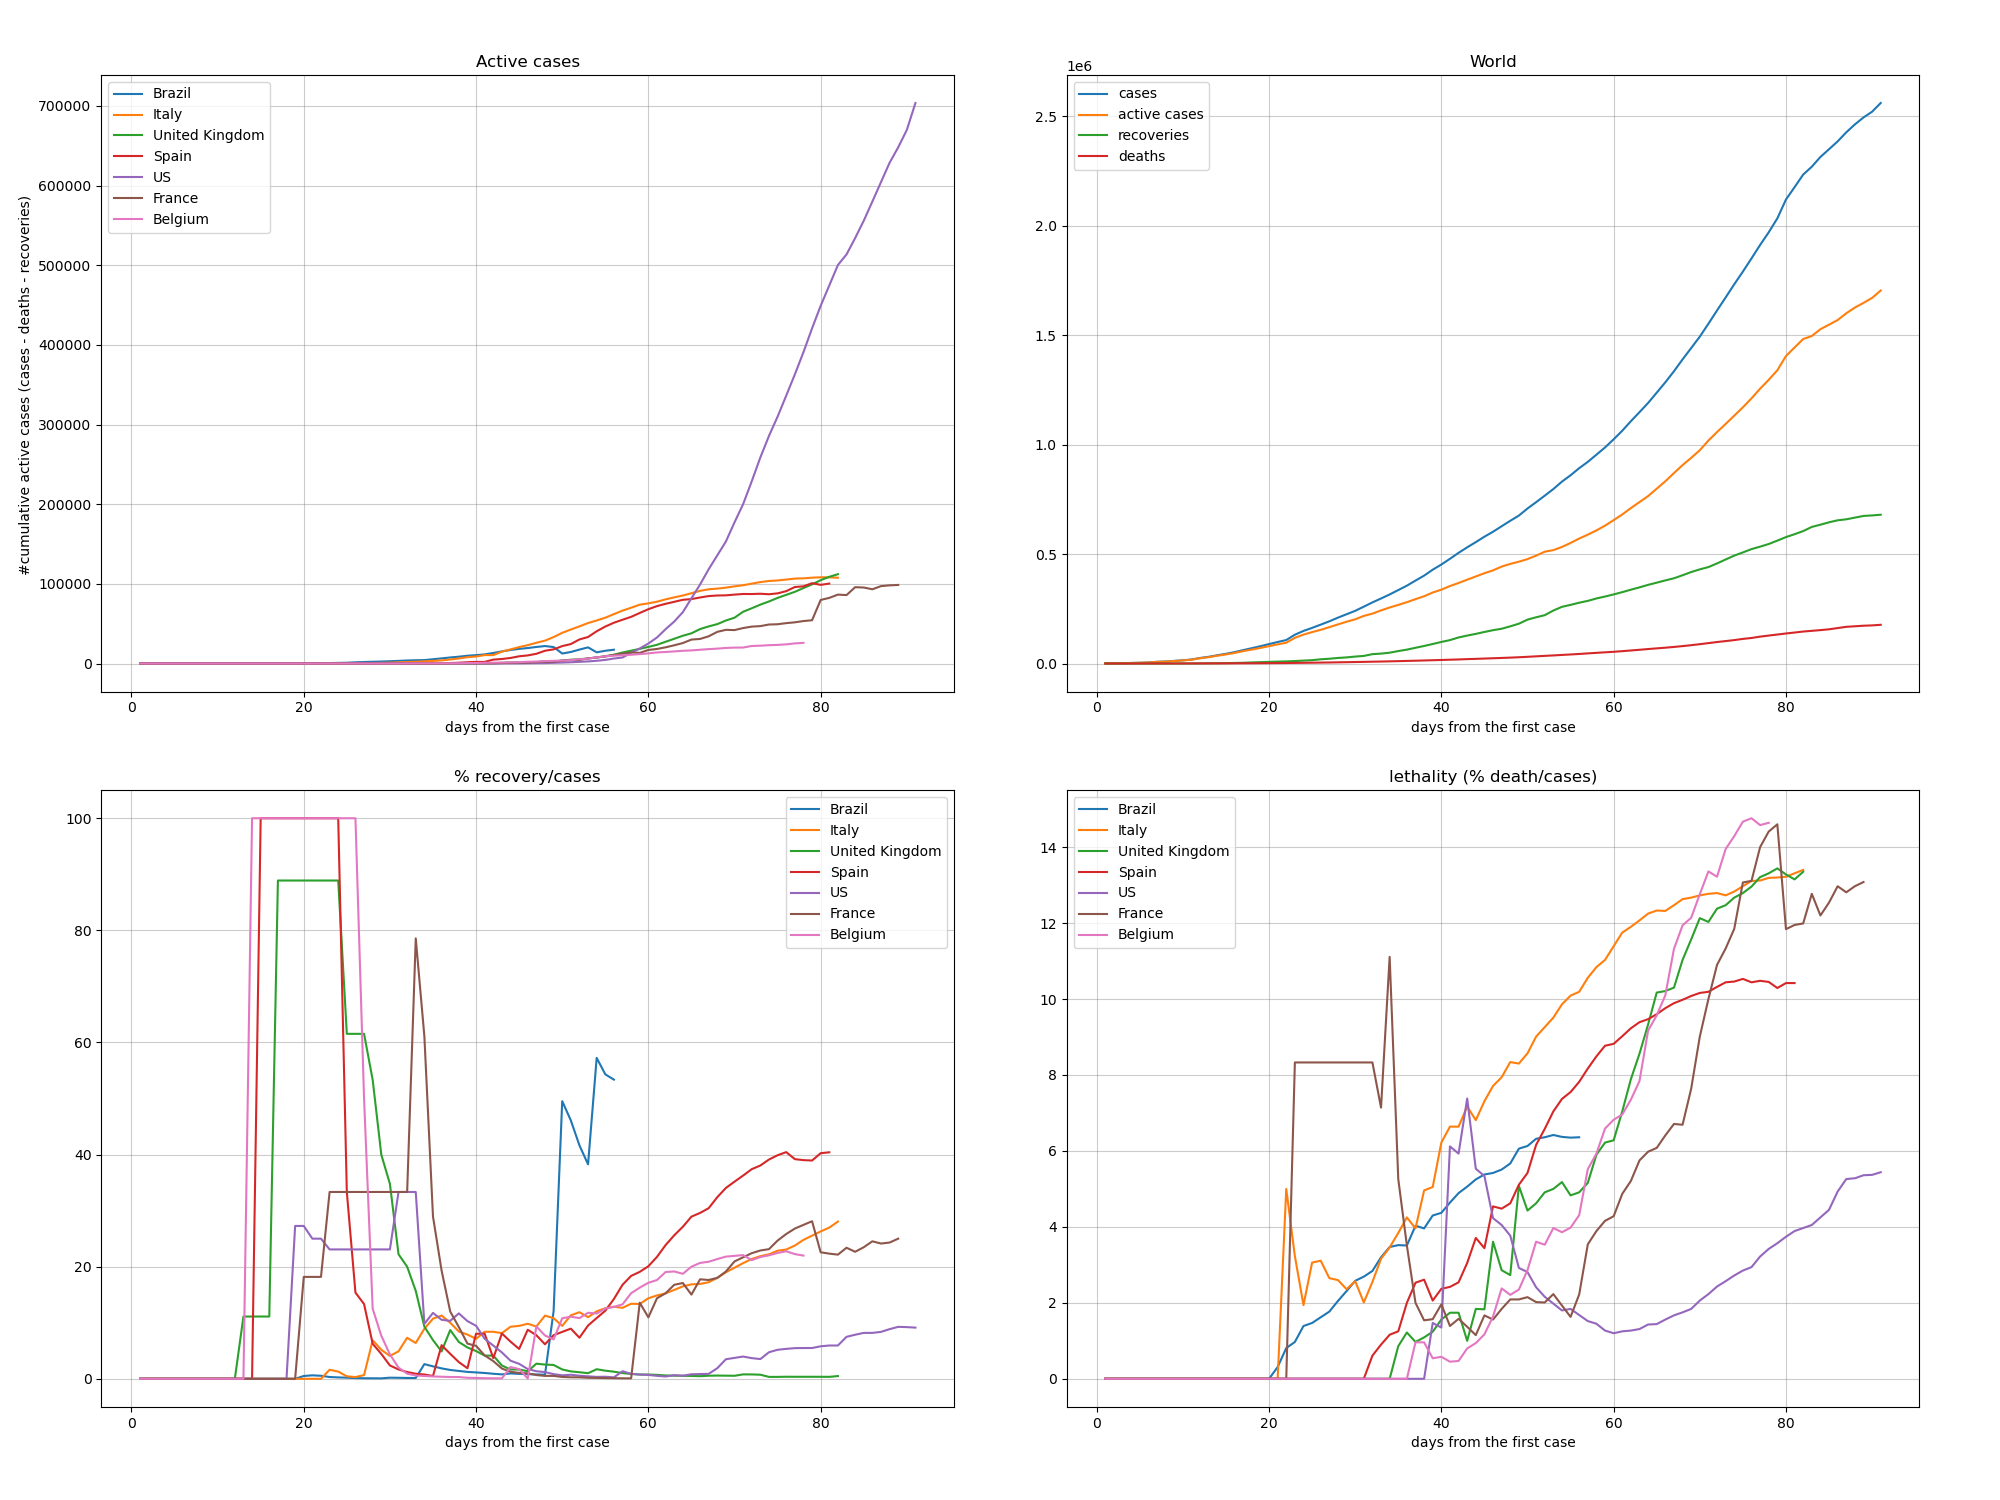 Active cases
#cumulative active cases (cases - deaths - recoveries)
700000
600000
500000
400000
300000
200000
100000
0
Brazil
Italy
United Kingdom
Spain
US
France
Belgium
0 20 40 60 80
days from the first case
World
1e6
2.5
2.0
1.5
1.0
0.5
0.0
cases
active cases
recoveries
deaths
0 20 40 60 80
days from the first case
% recovery/cases
100
80
60
40
20
0
Brazil
Italy
United Kingdom
Spain
US
France
Belgium
0 20 40 60 80
days from the first case
lethality (% death/cases)
14
12
10
8
6
4
2
0
Brazil
Italy
United Kingdom
Spain
US
France
Belgium
0 20 40 60 80
days from the first case